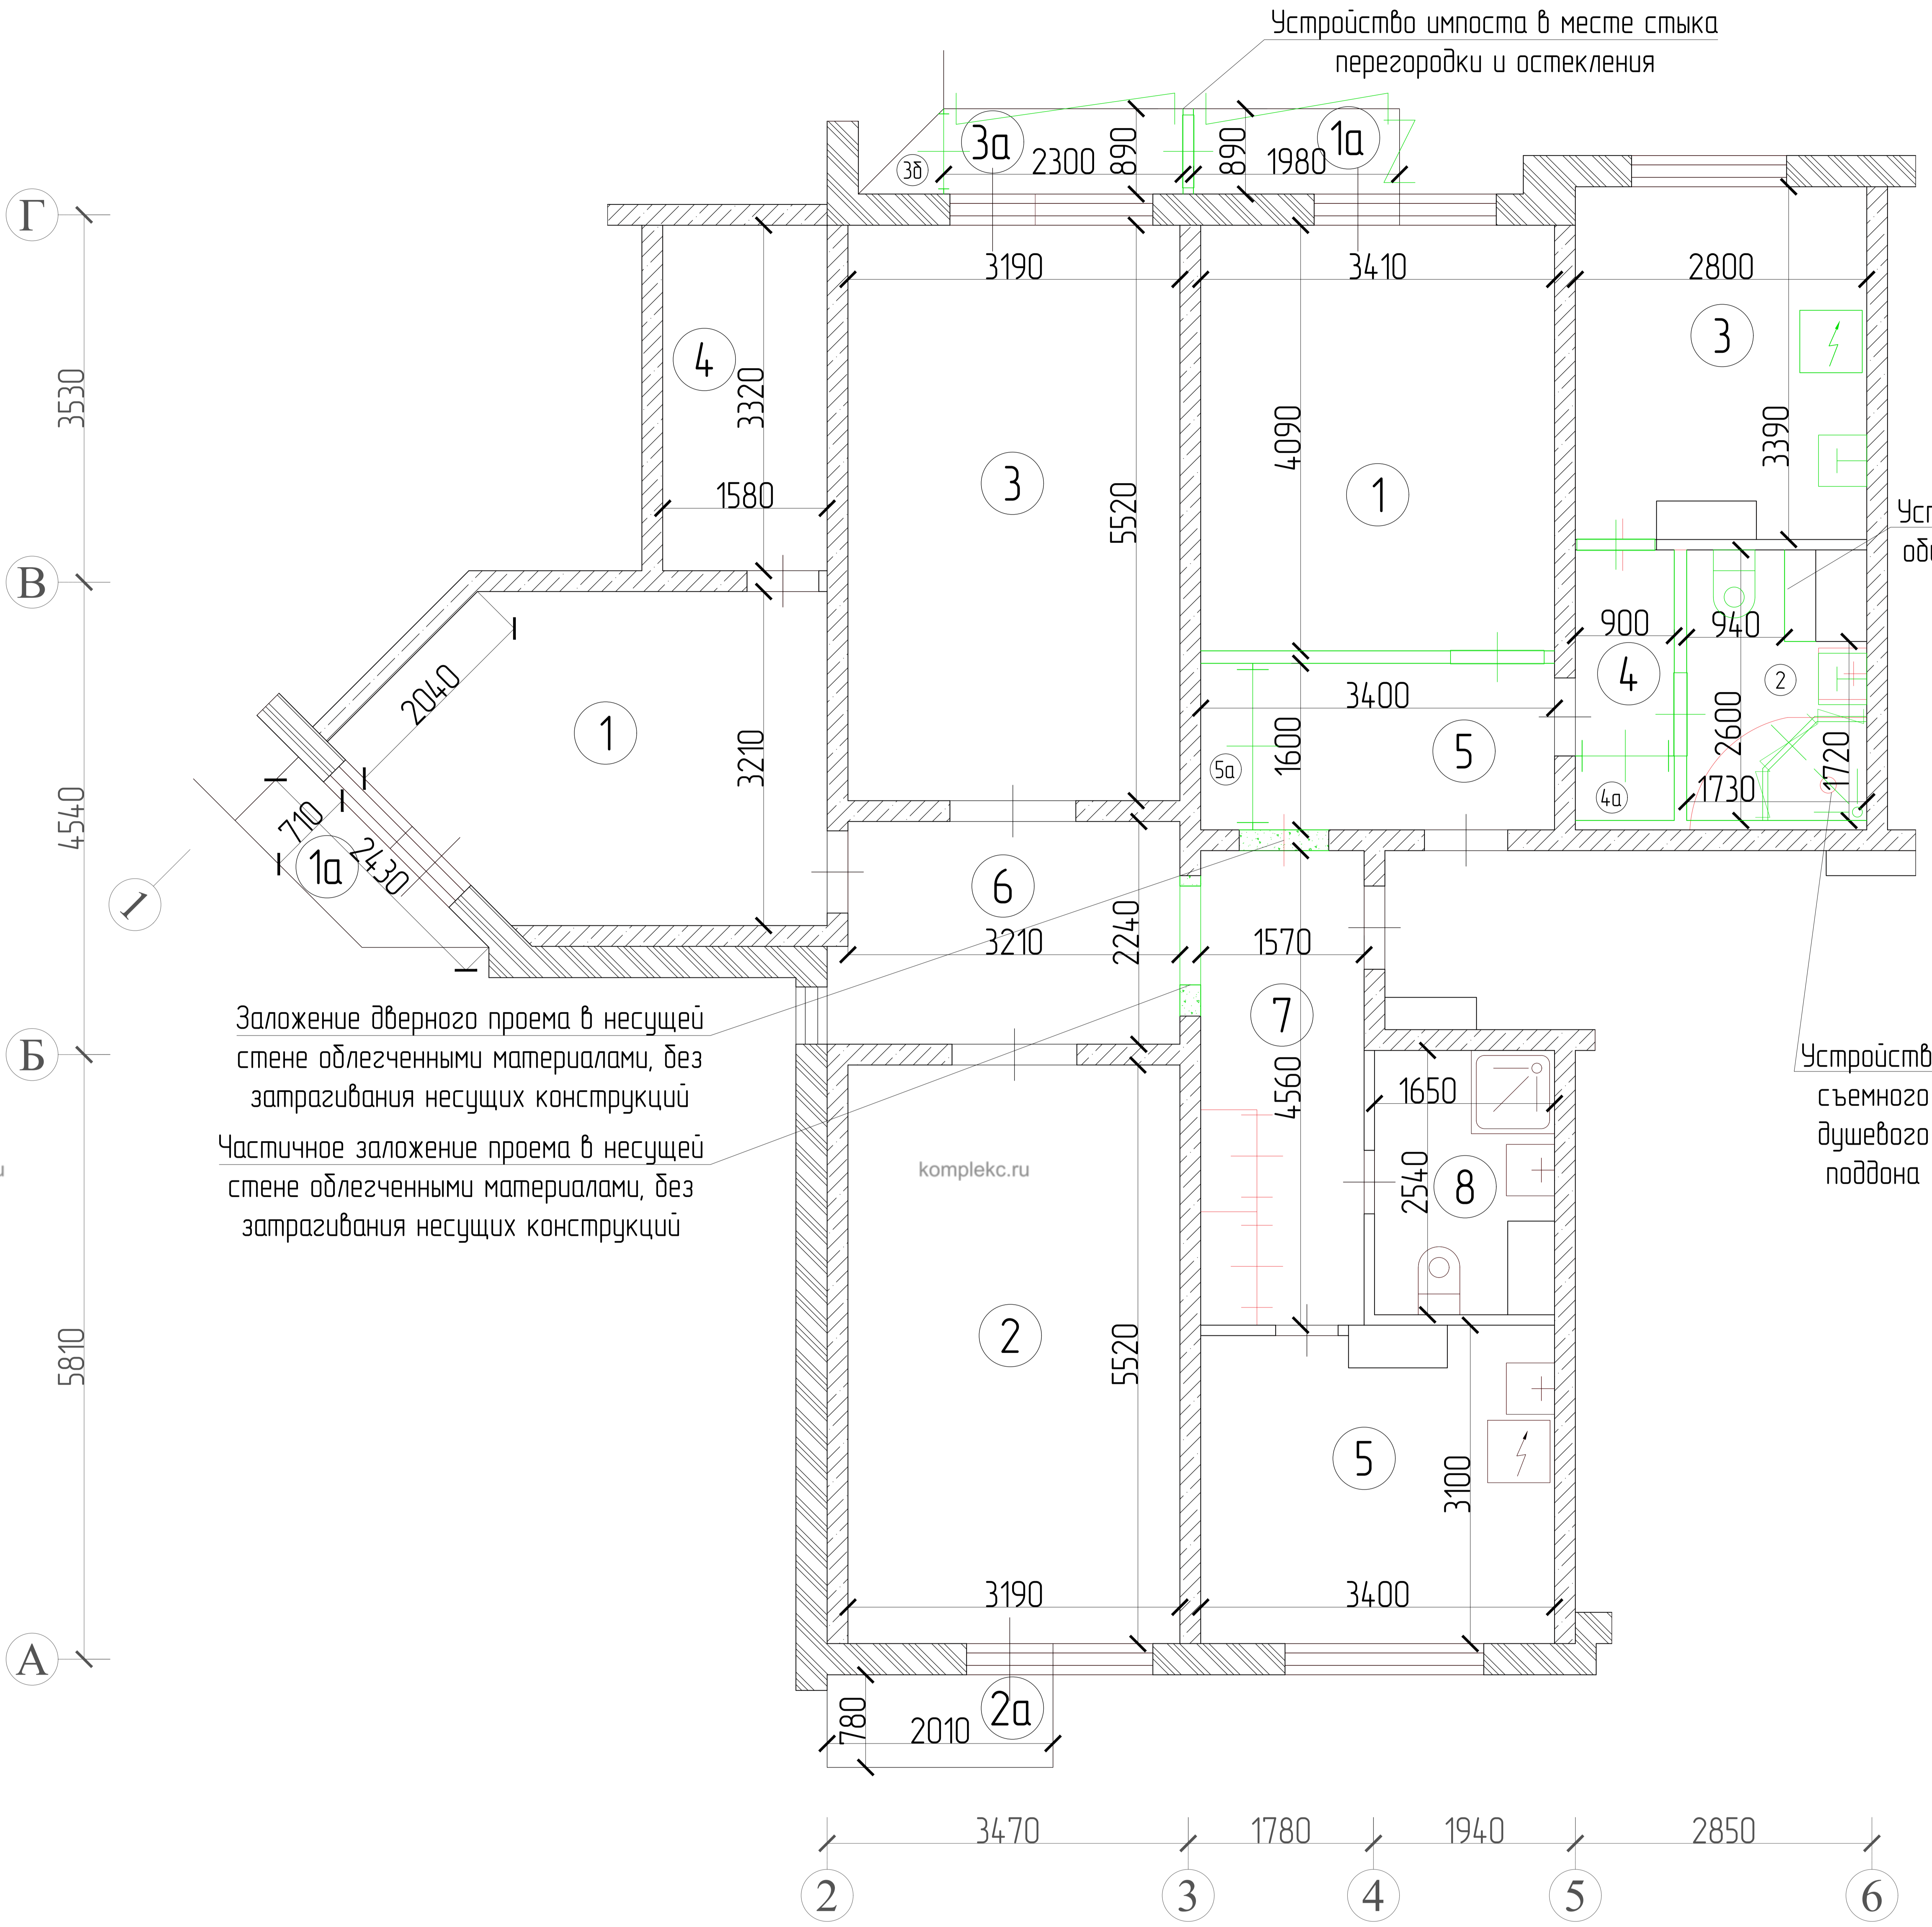 Устройство импоста в месте стыка
перегородки и остекления
3а
1а
3б
2300
890
890
1980
Г
3190
3410
2800
3
4
3530
3320
4090
3390
1580
3
5520
1
Уст
В
900
940
4
2
2040
3400
1
3210
1600
5
2600
5а
4а
1730
1720
4540
710
1а
2430
1
6
3210
2240
1570
Заложение дверного проема в несущей
стене облегченными материалами, без
затрагивания несущих конструкций
7
Б
Устройств
съемного
душевого
поддона
4560
1650
Частичное заложение проема в несущей
стене облегченными материалами, без
затрагивания несущих конструкций
komplekc.ru
2540
8
5810
2
5520
5
3100
3190
3400
А
780
2010
2а
3470
1780
1940
2850
2
3
4
5
6